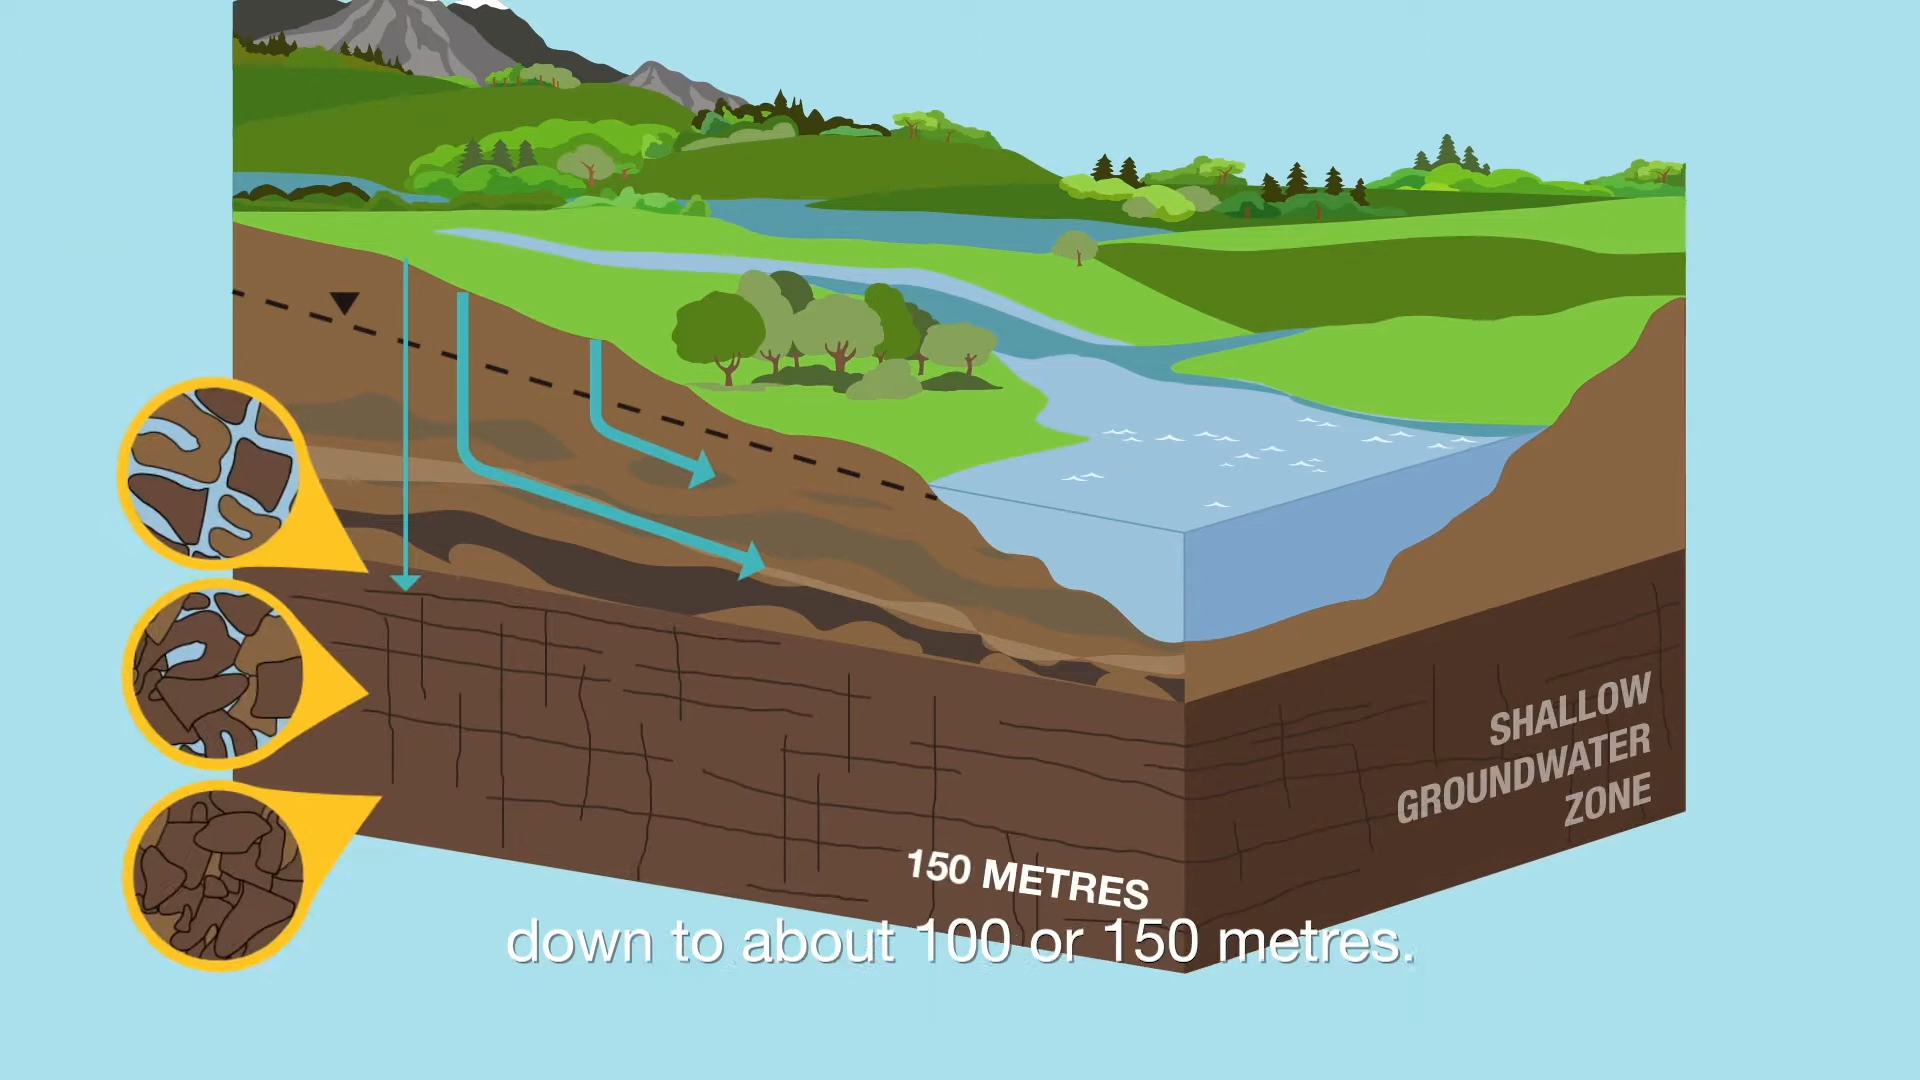 SHALLOW
GROUNDWATER
ZONE
150 METRES
down to about 100 or 150 metres.